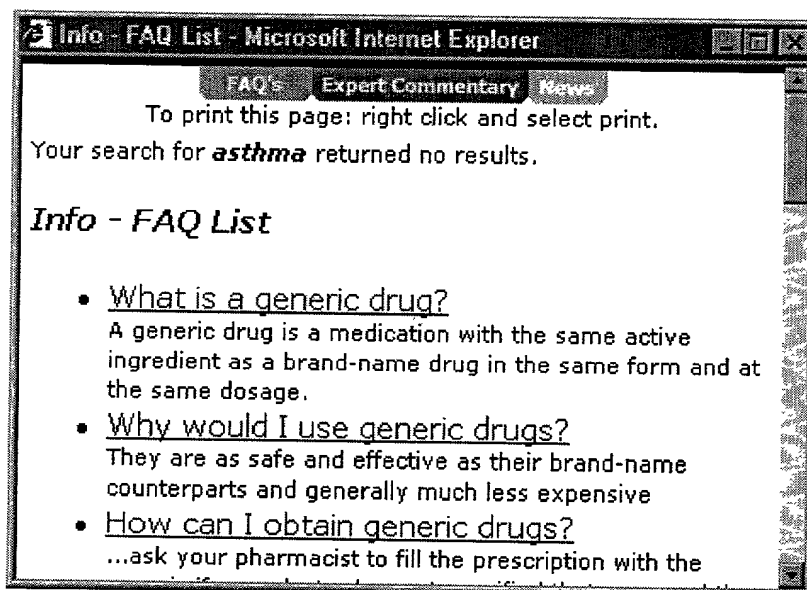 Info - FAQ List - Microsoft Internet Explorer
FAQ's Expert Commentary News
To print this page: right click and select print.
Your search for asthma returned no results.
Info - FAQ List
• What is a generic drug?
A generic drug is a medication with the same active
ingredient as a brand-name drug in the same form and at
the same dosage.
• Why would I use generic drugs?
They are as safe and effective as their brand-name
counterparts and generally much less expensive
• How can I obtain generic drugs?
...ask your pharmacist to fill the prescription with the